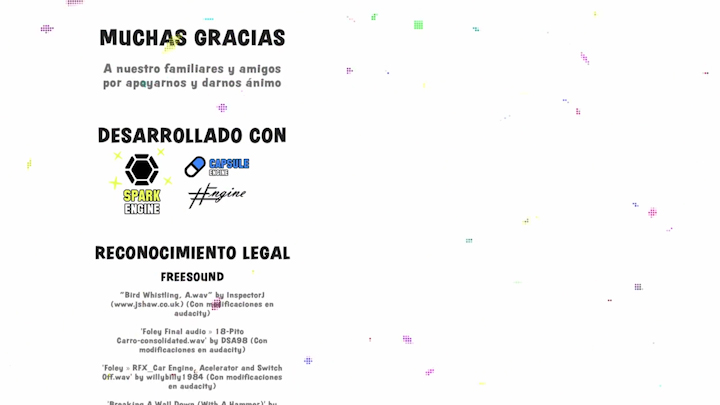 MUCHAS GRACIAS
A nuestro familiares y amigos
por apoyarnos y darnos ánimo
DESARROLLADO CON
SPARK
ENGINE
CAPSULE
ENGINE
#Engine
RECONOCIMIENTO LEGAL
FREESOUND
"Bird Whistling, A.wav" by InspectorJ
(www.jshaw.co.uk) (Con modificaciones en
audacity)
'Foley Final audio » 18-Pito
Carro-consolidated.wav' by DSA98 (Con
modificaciones en audacity)
'Foley » RFX_Car Engine, Acelerator and Switch
Off.wav' by willybilly1984 (Con modificaciones
en audacity)
'Breaking A Wall Down (With A Hammer)' by